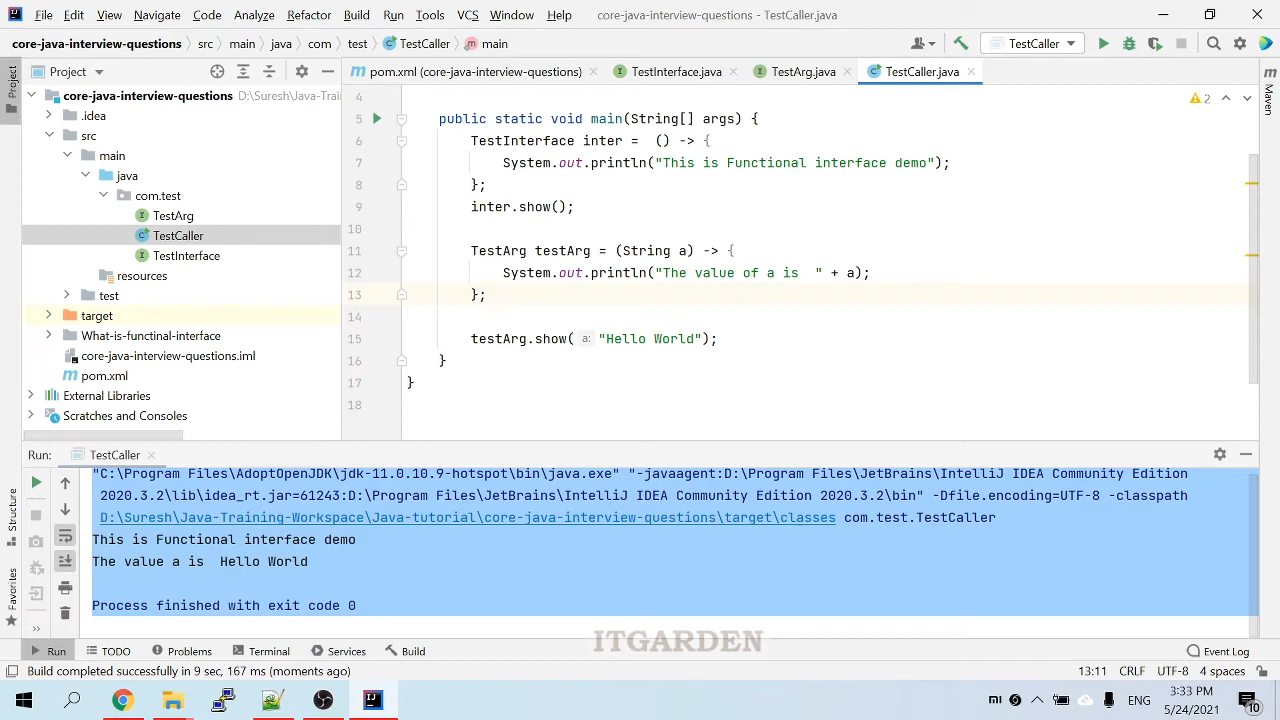 File Edit View Navigate Code Analyze Refactor Build Run Tools VCS Window Help core-java-interview-questions - TestCaller.java
core-java-interview-questions src main java com test TestCaller main TestCaller
Project pom.xml (core-java-interview-questions) TestInterface.java TestArg.java TestCaller.java
Project
Maven
core-java-interview-questions D:\Suresh\Java-Train
.idea
src
main
java
com.test
TestArg
TestCaller
TestInterface
resources
test
target
What-is-functinal-interface
core-java-interview-questions.iml
pom.xml
External Libraries
Scratches and Consoles
2
4
5 public static void main(String[] args) {
6 TestInterface inter =  () -> {
7 System.out.println("This is Functional interface demo");
8 };
9 inter.show();
10
11 TestArg testArg = (String a) -> {
12 System.out.println("The value of a is  " + a);
13 };
14
15 testArg.show( a: "Hello World");
16 }
17 }
18
Run: TestCaller
"C:\Program Files\AdoptOpenJDK\jdk-11.0.10.9-hotspot\bin\java.exe" "-javaagent:D:\Program Files\JetBrains\IntelliJ IDEA Community Edition
2020.3.2\lib\idea_rt.jar=61243:D:\Program Files\JetBrains\IntelliJ IDEA Community Edition 2020.3.2\bin" -Dfile.encoding=UTF-8 -classpath
D:\Suresh\Java-Training-Workspace\Java-tutorial\core-java-interview-questions\target\classes com.test.TestCaller
This is Functional interface demo
The value a is  Hello World
Process finished with exit code 0
Structure
Favorites
ITGARDEN
Run TODO Problems Terminal Services Build Event Log
Build completed successfully in 9 sec, 167 ms (moments ago) 13:11 CRLF UTF-8 4 spaces
ENG
3:33 PM
5/24/2021
10